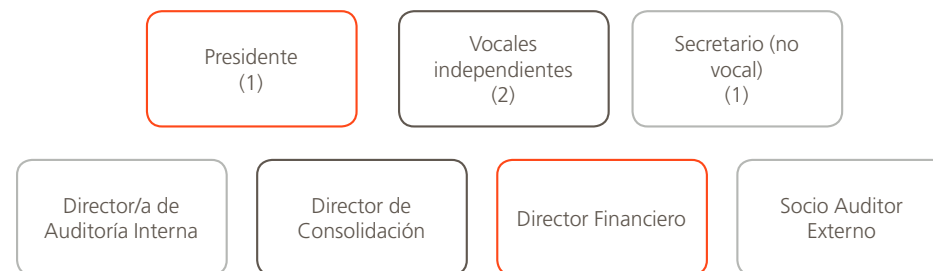 Presidente
(1)
Vocales
independientes
(2)
Secretario (no
vocal)
(1)
Director/a de
Auditoría Interna
Director de
Consolidación
Director Financiero
Socio Auditor
Externo